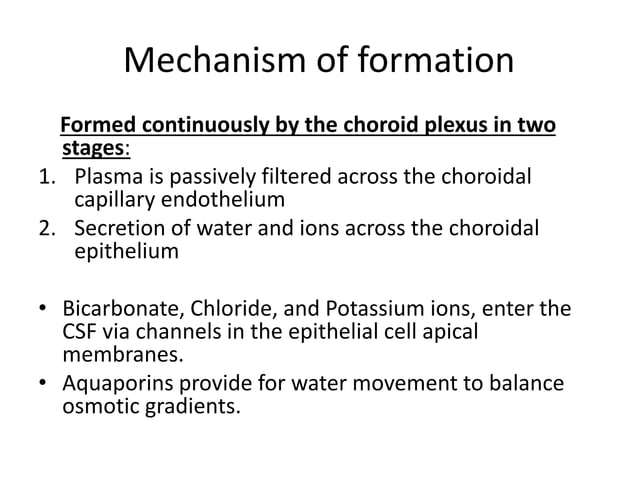 Mechanism of formation
Formed continuously by the choroid plexus in two
stages:
1. Plasma is passively filtered across the choroidal
capillary endothelium
2. Secretion of water and ions across the choroidal
epithelium
• Bicarbonate, Chloride, and Potassium ions, enter the
CSF via channels in the epithelial cell apical
membranes.
• Aquaporins provide for water movement to balance
osmotic gradients.